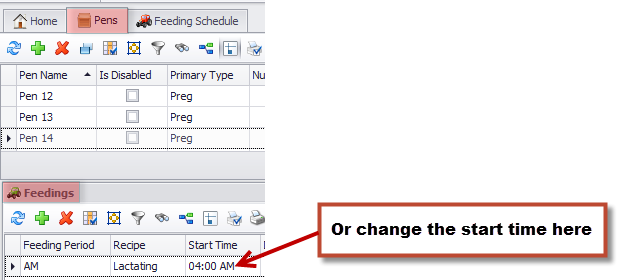 Home Pens Feeding Schedule
Pen Name Is Disabled Primary Type Nu
Pen 12 Preg
Pen 13 Preg
Pen 14 Preg
Feedings
Or change the start time here
Feeding Period Recipe Start Time
AM Lactating 04:00 AM